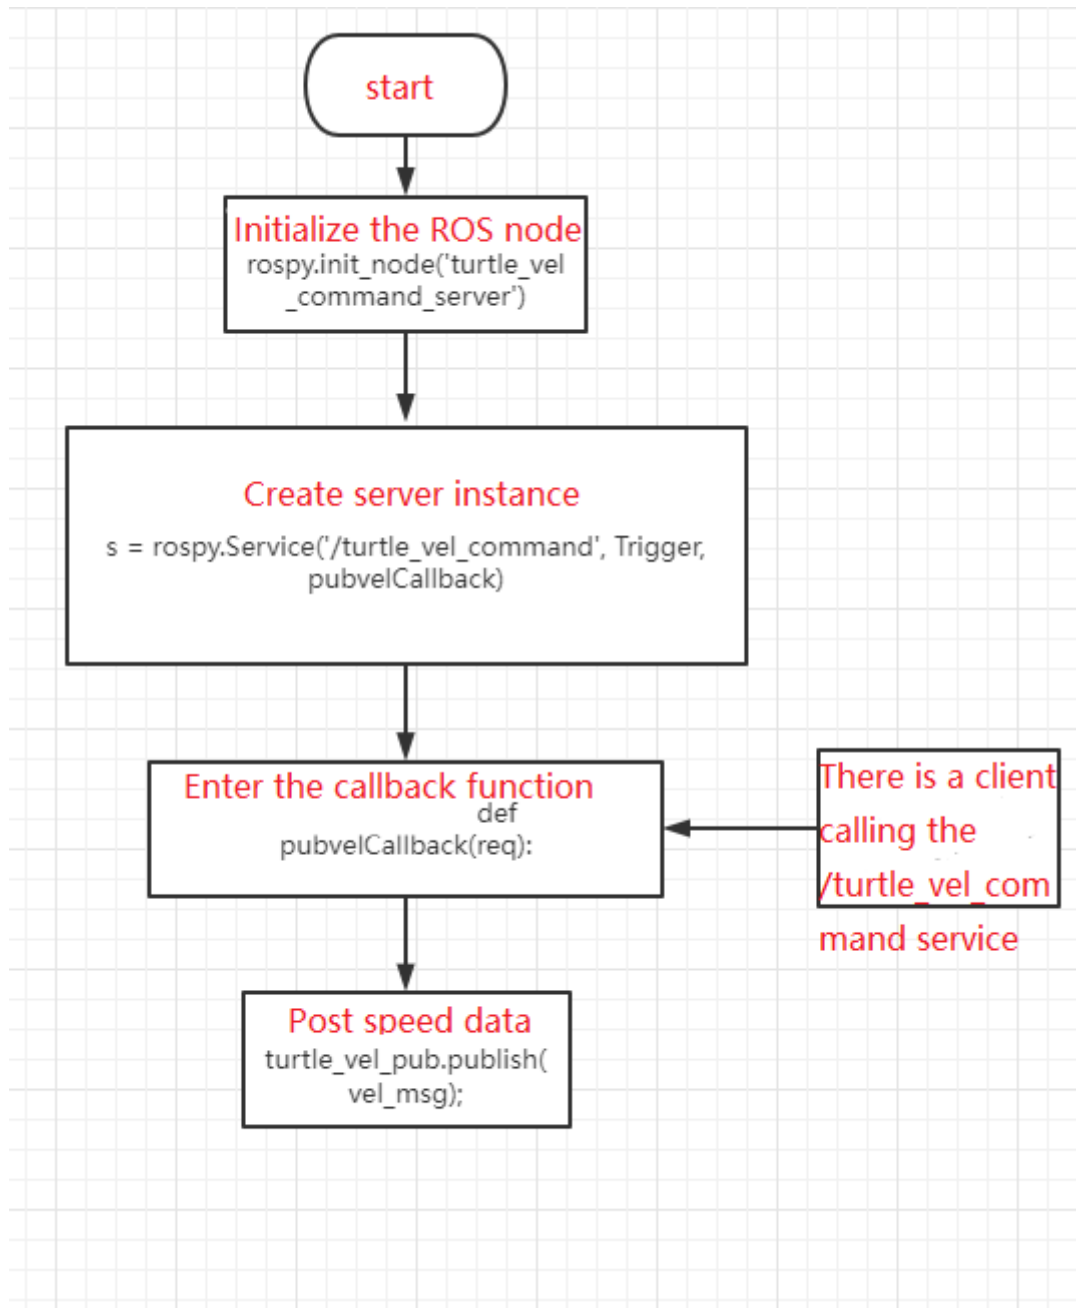 start
Initialize the ROS node
rospy.init_node('turtle_vel
_command_server')
Create server instance
s = rospy.Service('/turtle_vel_command', Trigger,
pubvelCallback)
Enter the callback function
def
pubvelCallback(req):
There is a client
calling the
/turtle_vel_com
mand service
Post speed data
turtle_vel_pub.publish(
vel_msg);